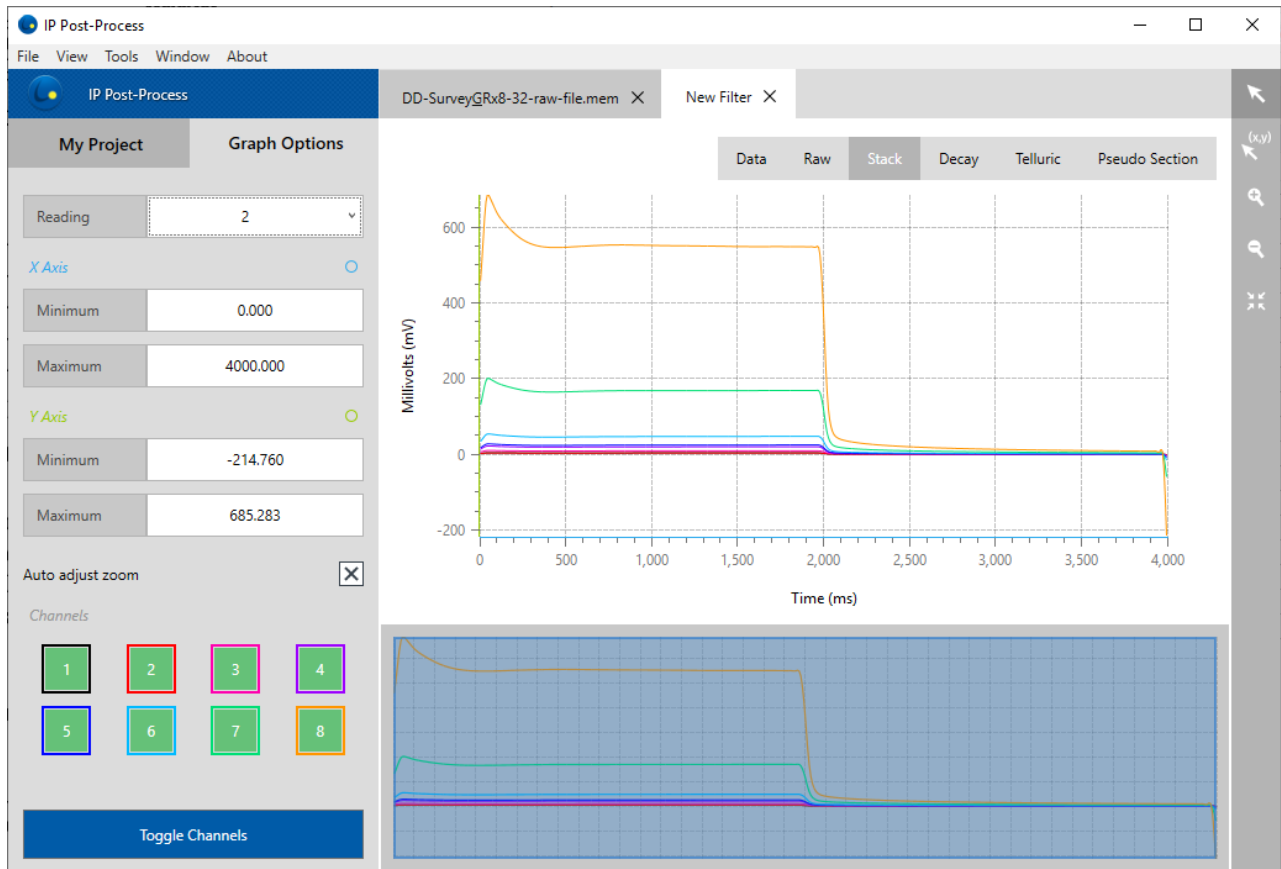 IP Post-Process
File View Tools Window About
IP Post-Process
DD-SurveyGRx8-32-raw-file.mem
New Filter
My Project
Graph Options
(x,y)
Data Raw Stack Decay Telluric Pseudo Section
Reading 2
X Axis
Minimum 0.000
Maximum 4000.000
Y Axis
Minimum -214.760
Maximum 685.283
Auto adjust zoom
Channels
1 2 3 4
5 6 7 8
Toggle Channels
Millivolts (mV)
600
400
200
0
-200
0 500 1,000 1,500 2,000 2,500 3,000 3,500 4,000
Time (ms)